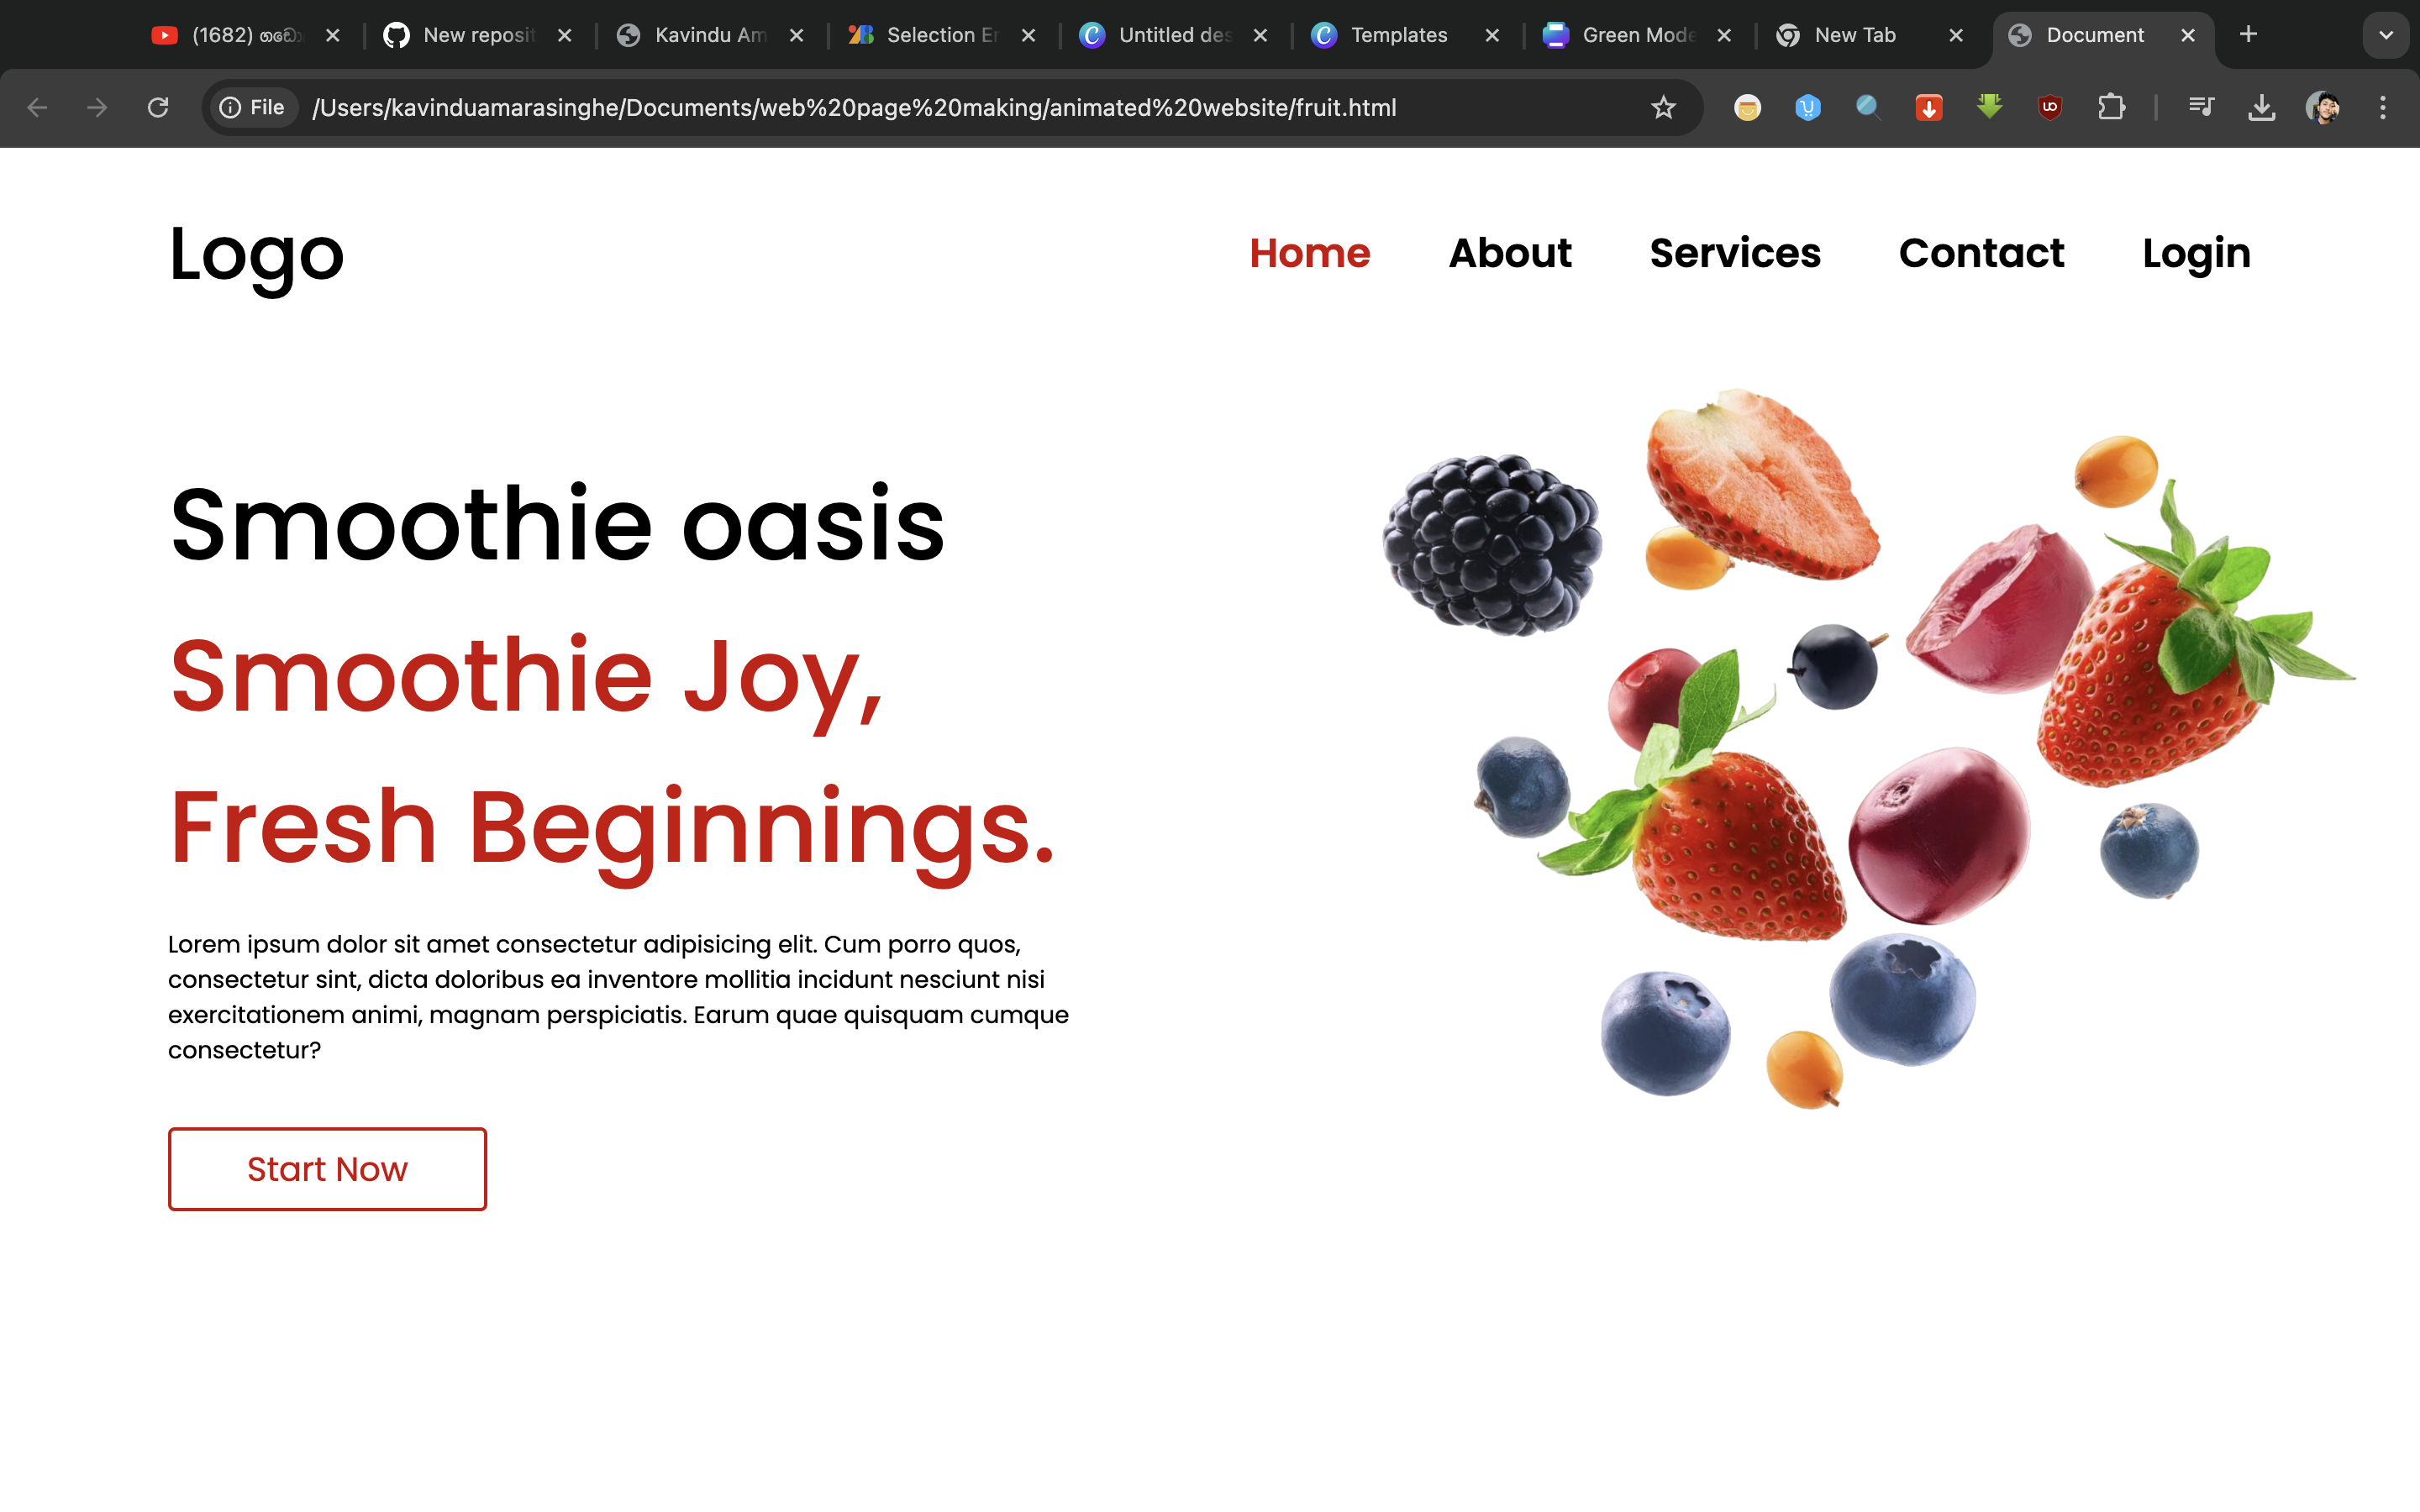 (1682)
New reposit
Kavindu Am
Selection Er
Untitled des
Templates
Green Mode
New Tab
Document
File
/Users/kavinduamarasinghe/Documents/web%20page%20making/animated%20website/fruit.html
Logo
Home
About
Services
Contact
Login
Smoothie oasis
Smoothie Joy,
Fresh Beginnings.
Lorem ipsum dolor sit amet consectetur adipisicing elit. Cum porro quos,
consectetur sint, dicta doloribus ea inventore mollitia incidunt nesciunt nisi
exercitationem animi, magnam perspiciatis. Earum quae quisquam cumque
consectetur?
Start Now